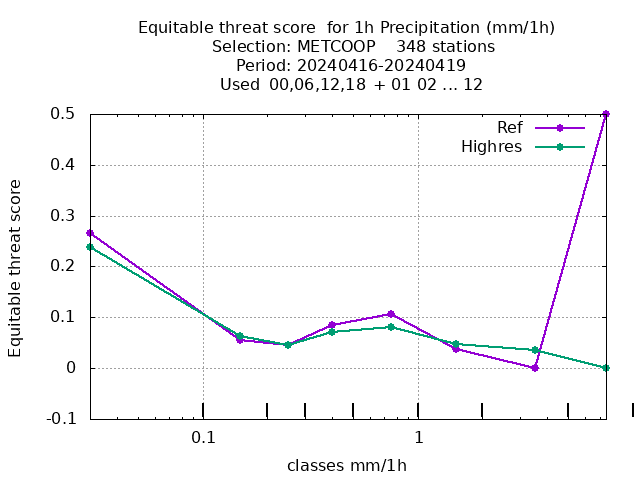 Equitable threat score  for 1h Precipitation (mm/1h)
Selection: METCOOP    348 stations
Period: 20240416-20240419
Used  00,06,12,18  + 01 02 ... 12
Ref
Highres
0.5
0.4
0.3
0.2
0.1
0
-0.1
Equitable threat score
0.1
1
classes mm/1h